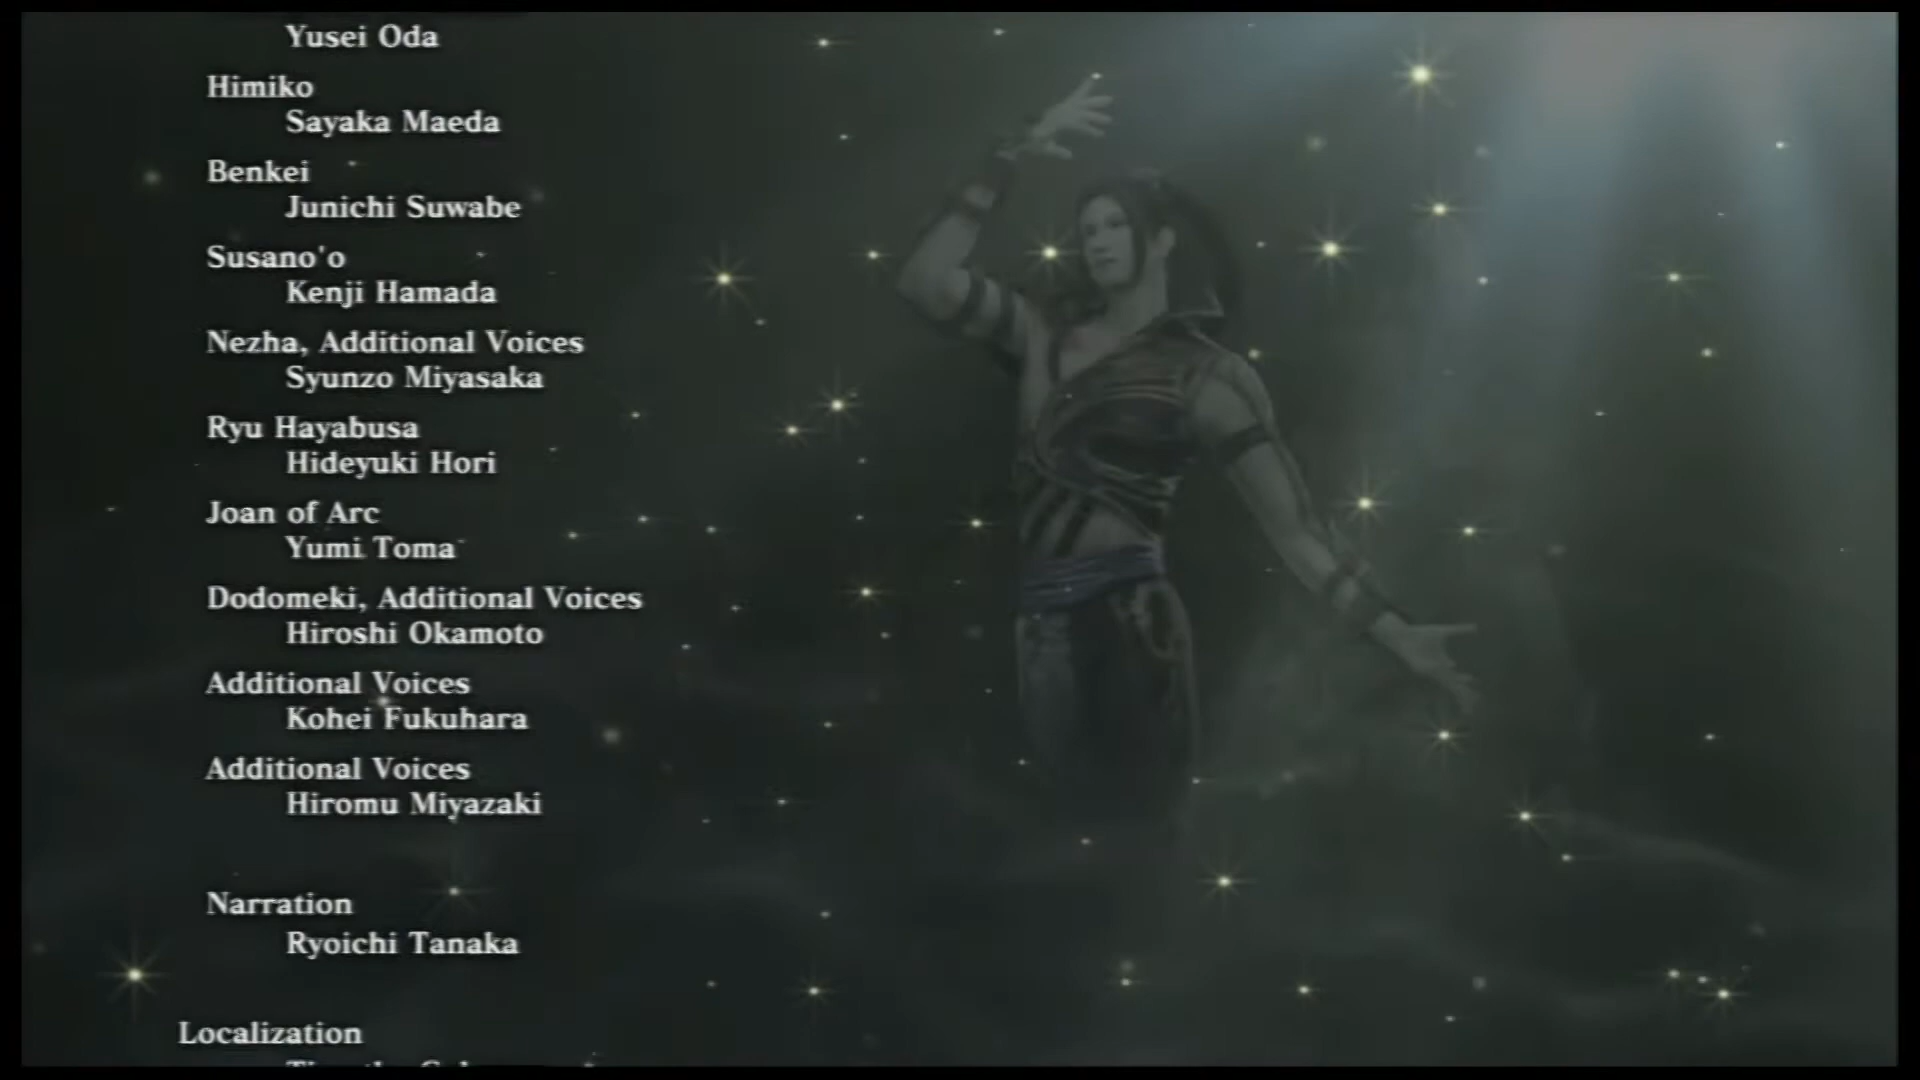 Yusei Oda
Himiko
Sayaka Maeda
Benkei
Junichi Suwabe
Susano'o
Kenji Hamada
Nezha, Additional Voices
Syunzo Miyasaka
Ryu Hayabusa
Hideyuki Hori
Joan of Arc
Yumi Toma
Dodomeki, Additional Voices
Hiroshi Okamoto
Additional Voices
Kohei Fukuhara
Additional Voices
Hiromu Miyazaki
Narration
Ryoichi Tanaka
Localization